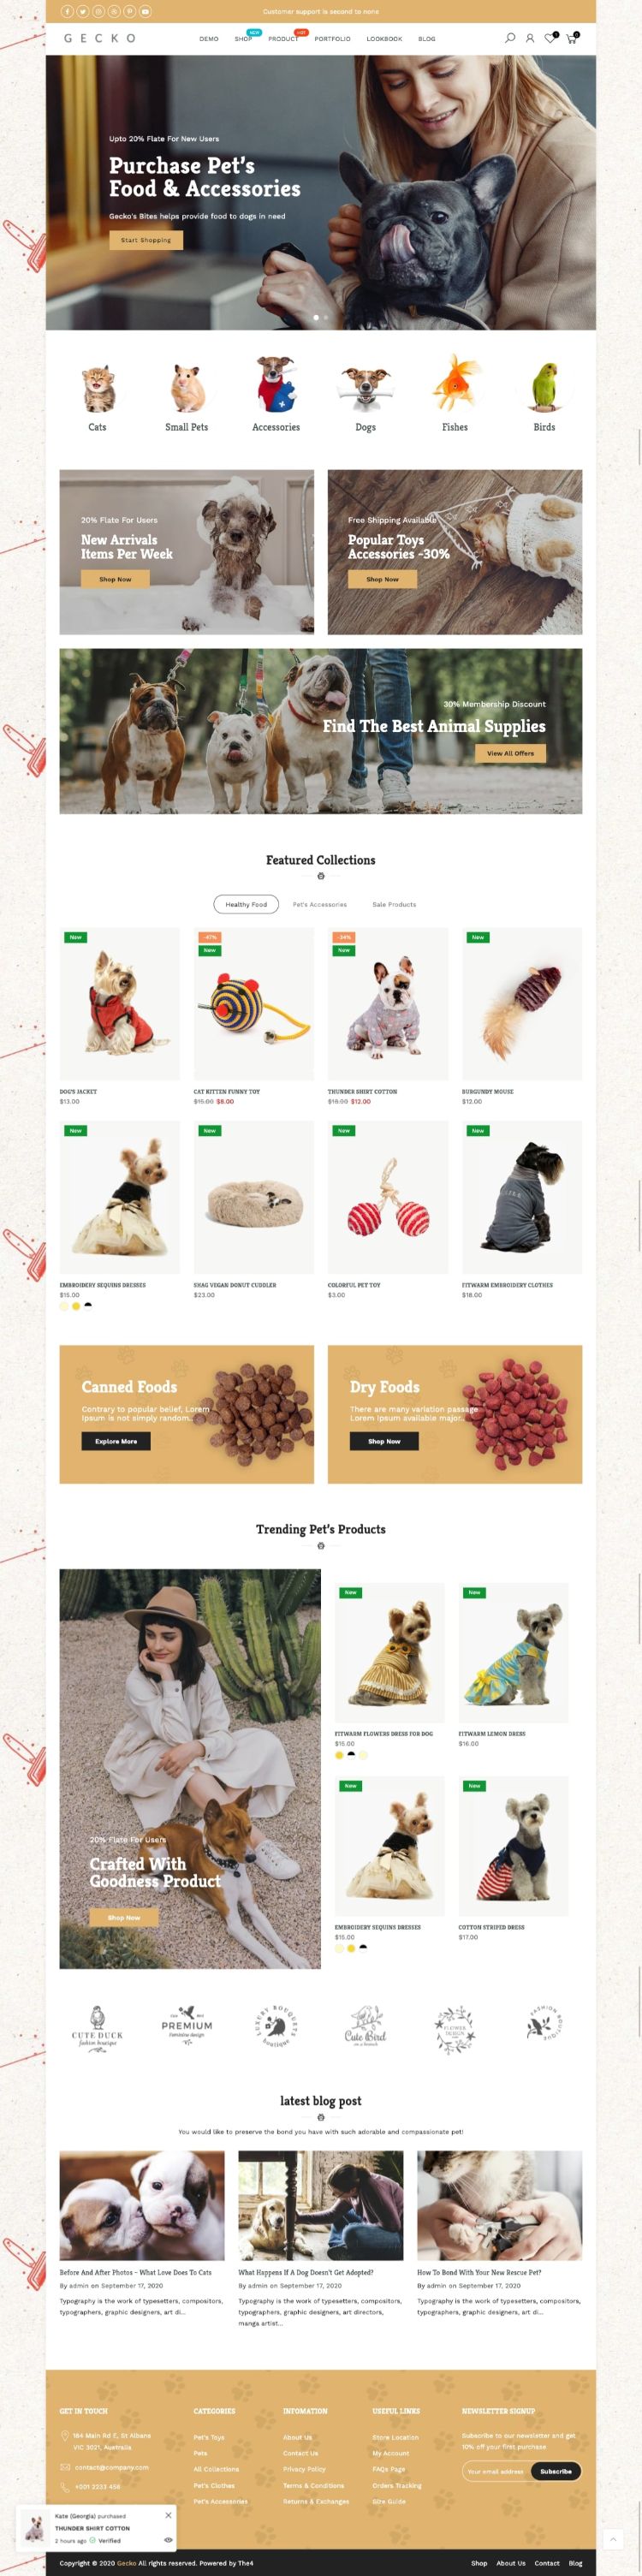 Customer support is second to none
GECKO
DEMO
SHOP
NEW
PRODUCT
HOT
PORTFOLIO
LOOKBOOK
BLOG
Upto 20% Flate For New Users
Purchase Pet's
Food & Accessories
Gecko's Bites helps provide food to dogs in need
Start Shopping
Cats
Small Pets
Accessories
Dogs
Fishes
Birds
20% Flate For Users
New Arrivals
Items Per Week
Shop Now
Free Shipping Available
Popular Toys
Accessories -30%
Shop Now
30% Membership Discount
Find The Best Animal Supplies
View All Offers
Featured Collections
Healthy Food
Pet's Accessories
Sale Products
New
-47%
New
-34%
New
New
DOG'S JACKET
$13.00
CAT KITTEN FUNNY TOY
$15.00 $8.00
THUNDER SHIRT COTTON
$18.00 $12.00
BURGUNDY MOUSE
$12.00
New
New
New
New
EMBROIDERY SEQUINS DRESSES
$15.00
SHAG VEGAN DONUT CUDDLER
$23.00
COLORFUL PET TOY
$3.00
FITWARM EMBROIDERY CLOTHES
$18.00
Canned Foods
Contrary to popular belief, Lorem
Ipsum is not simply random..
Explore More
Dry Foods
There are many variation passage
Lorem Ipsum available major..
Shop Now
Trending Pet's Products
20% Flate For Users
Crafted With
Goodness Product
Shop Now
New
New
FITWARM FLOWERS DRESS FOR DOG
$15.00
FITWARM LEMON DRESS
$16.00
New
New
EMBROIDERY SEQUINS DRESSES
$15.00
COTTON STRIPED DRESS
$17.00
CUTE DUCK
fashion boutique
PREMIUM
feminine design
LUXURY BOUQUETS
boutique
Cute Bird
on a branch
FLOWER
DESIGN
FASHION BOUTIQUE
latest blog post
You would like to preserve the bond you have with such adorable and compassionate pet!
Before And After Photos – What Love Does To Cats
By admin on September 17, 2020
Typography is the work of typesetters, compositors,
typographers, graphic designers, art di...
What Happens If A Dog Doesn't Get Adopted?
By admin on September 17, 2020
Typography is the work of typesetters, compositors,
typographers, graphic designers, art directors,
manga artist...
How To Bond With Your New Rescue Pet?
By admin on September 17, 2020
Typography is the work of typesetters, compositors,
typographers, graphic designers, art di...
GET IN TOUCH
184 Main Rd E, St Albans
VIC 3021, Australia
contact@company.com
+001 2233 456
CATEGORIES
Pet's Toys
Pets
All Collections
Pet's Clothes
Pet's Accessories
INFOMATION
About Us
Contact Us
Privacy Policy
Terms & Conditions
Returns & Exchanges
USEFUL LINKS
Store Location
My Account
FAQs Page
Orders Tracking
Size Guide
NEWSLETTER SIGNUP
Subscribe to our newsletter and get
10% off your first purchase
Your email address
Subscribe
Kate (Georgia) purchased
THUNDER SHIRT COTTON
2 hours ago
Verified
Copyright © 2020 Gecko All rights reserved. Powered by The4
Shop
About Us
Contact
Blog